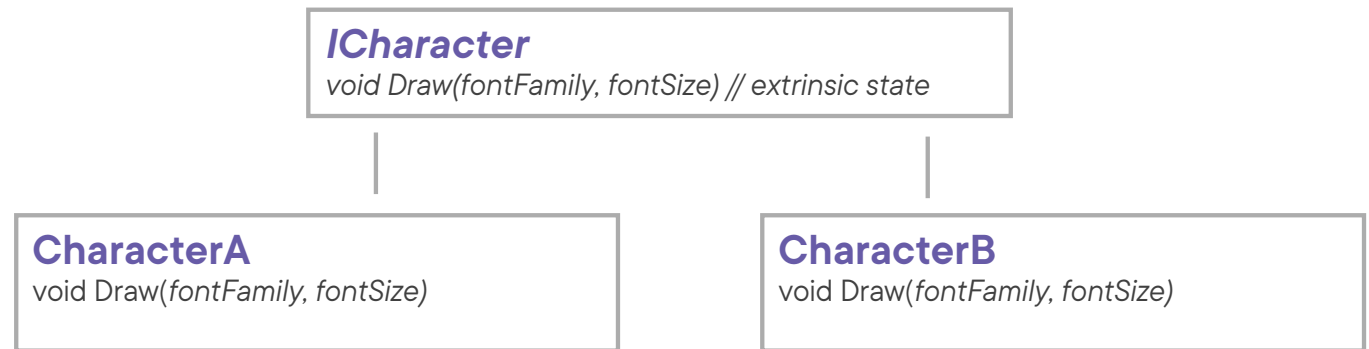 ICharacter
void Draw(fontFamily, fontSize) // extrinsic state
CharacterA
void Draw(fontFamily, fontSize)
CharacterB
void Draw(fontFamily, fontSize)